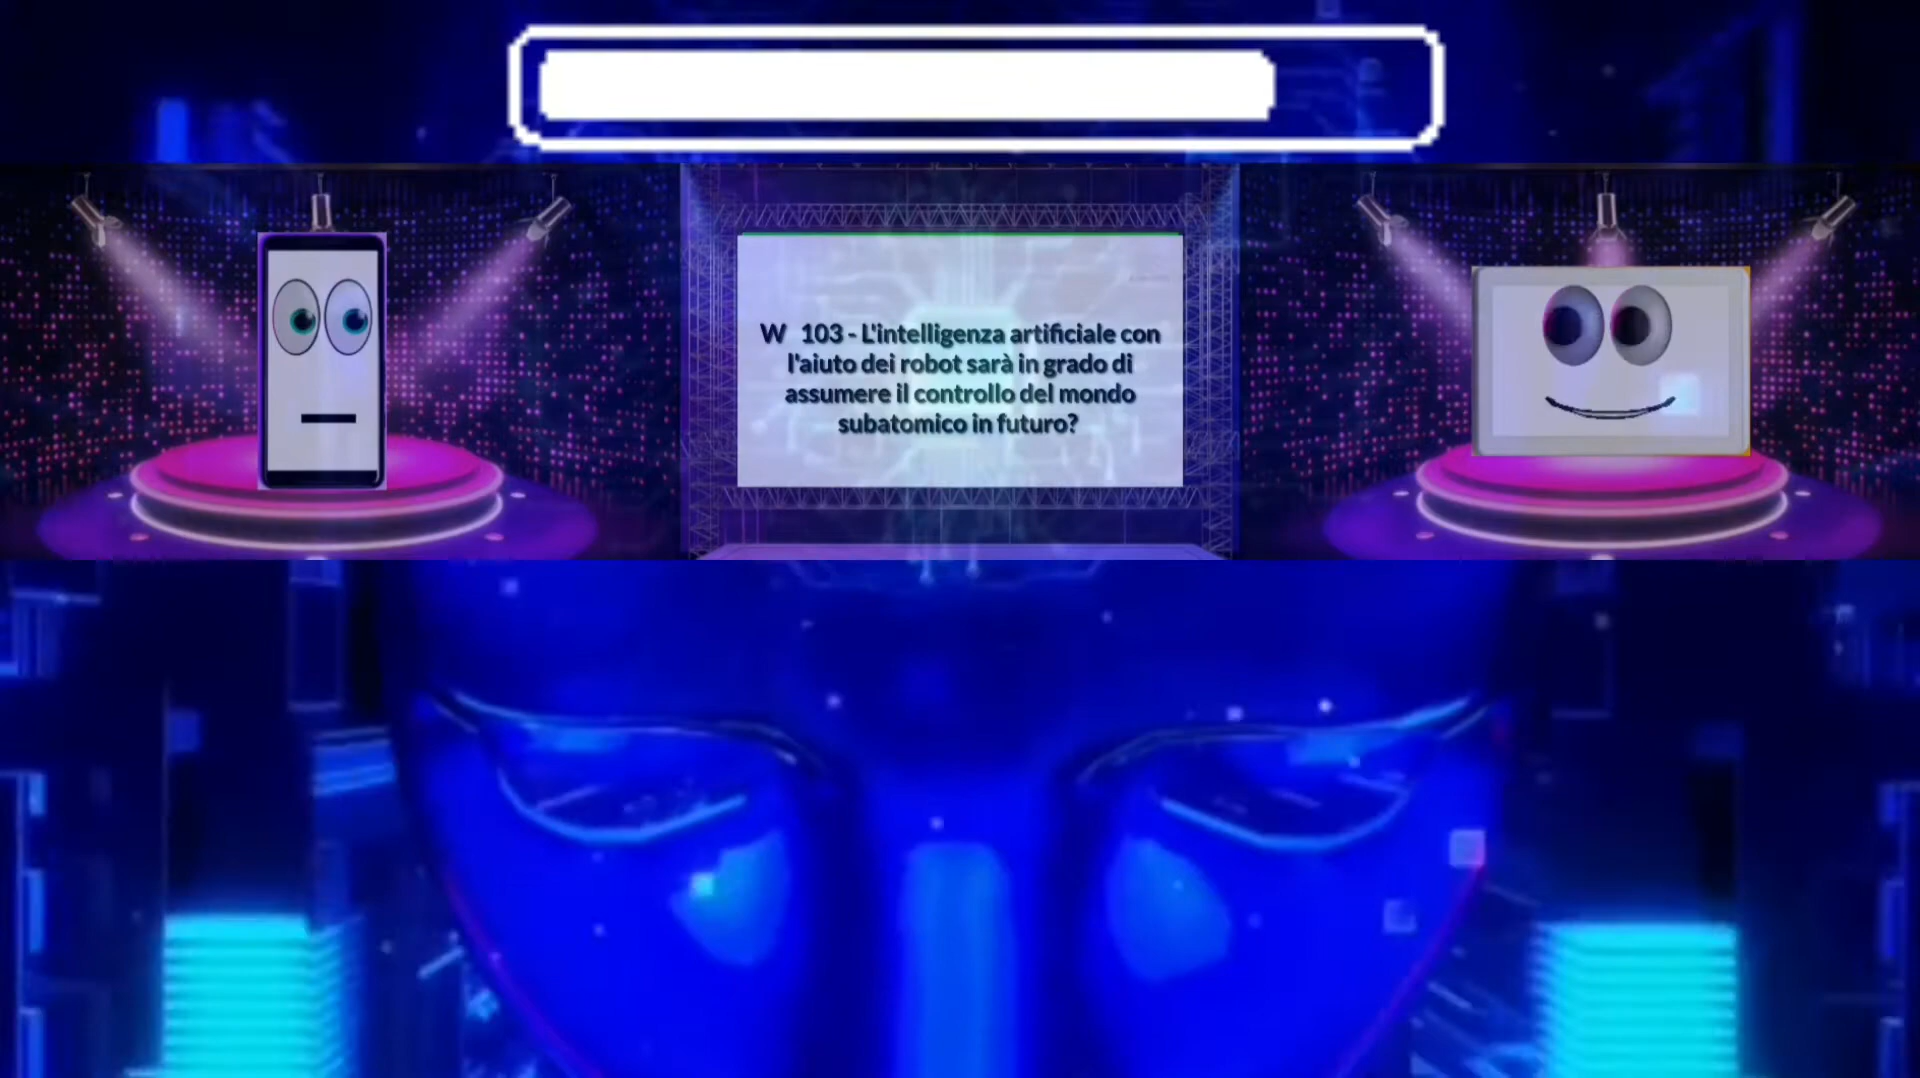 W 103 - L'intelligenza artificiale con
l'aiuto dei robot sarà in grado di
assumere il controllo del mondo
subatomico in futuro?